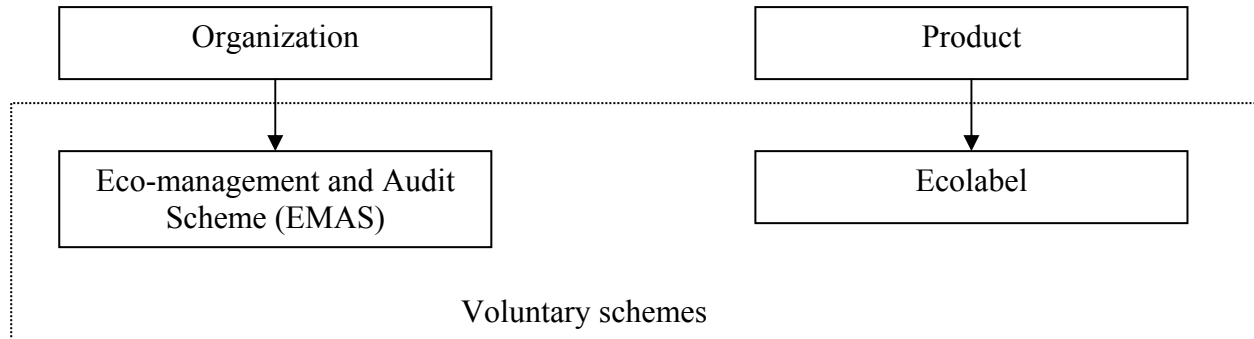 Organization
Product
Eco-management and Audit
Scheme (EMAS)
Ecolabel
Voluntary schemes